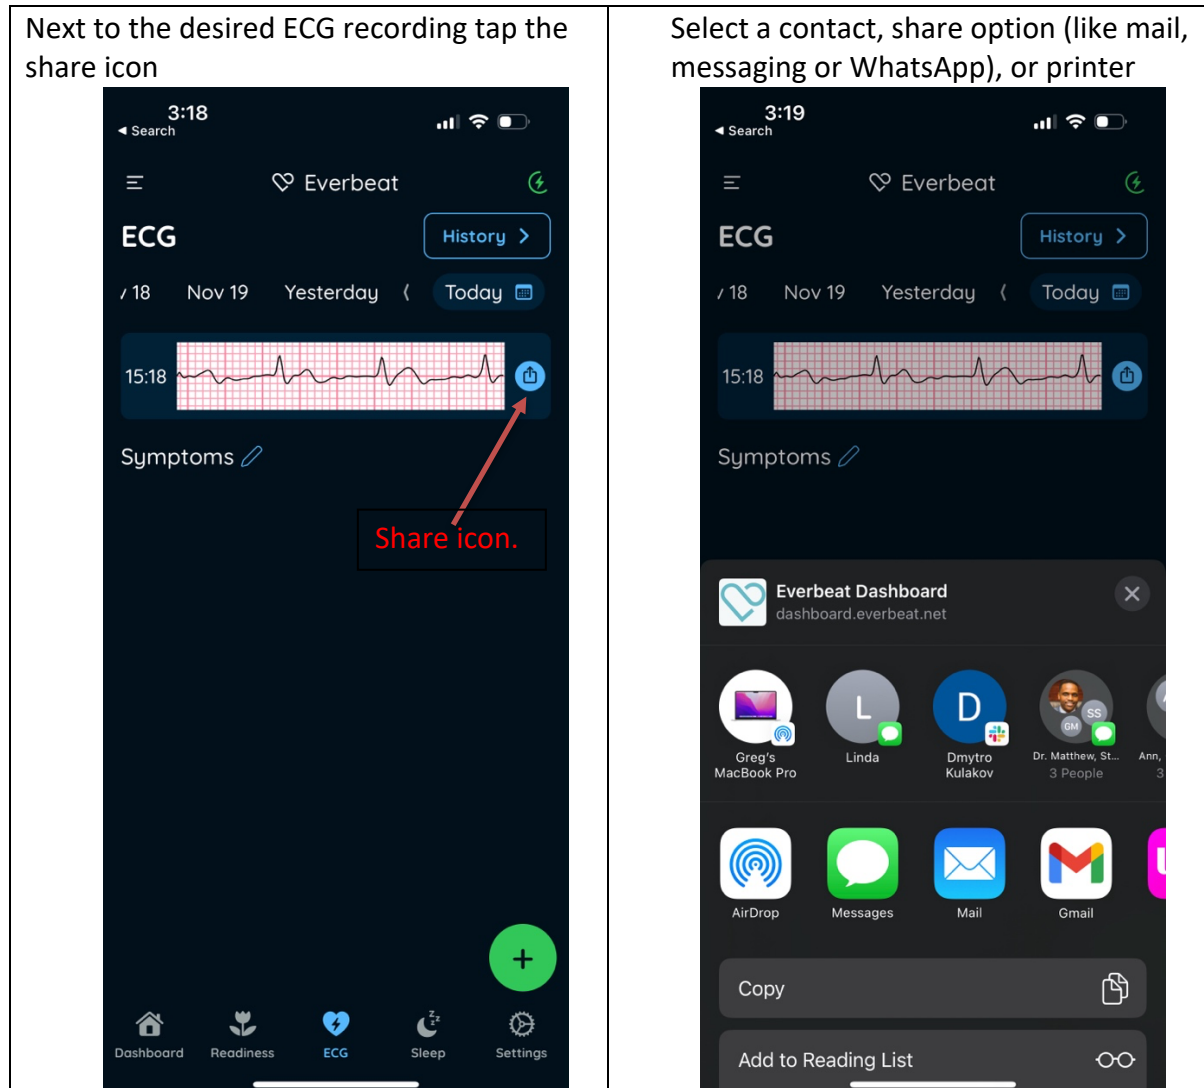 Next to the desired ECG recording tap the
share icon
3:18
◀ Search
Everbeat
ECG
History >
18 Nov 19 Yesterday Today
15:18
Symptoms
Share icon.
Dashboard Readiness ECG Sleep Settings
Select a contact, share option (like mail,
messaging or WhatsApp), or printer
3:19
◀ Search
Everbeat
ECG
History >
18 Nov 19 Yesterday Today
15:18
Symptoms
Everbeat Dashboard
dashboard.everbeat.net
L D SS
GM
Greg's Linda Dmytro Dr. Matthew, St... Ann,
MacBook Pro Kulakov 3 People 3
AirDrop Messages Mail Gmail
Copy
Add to Reading List